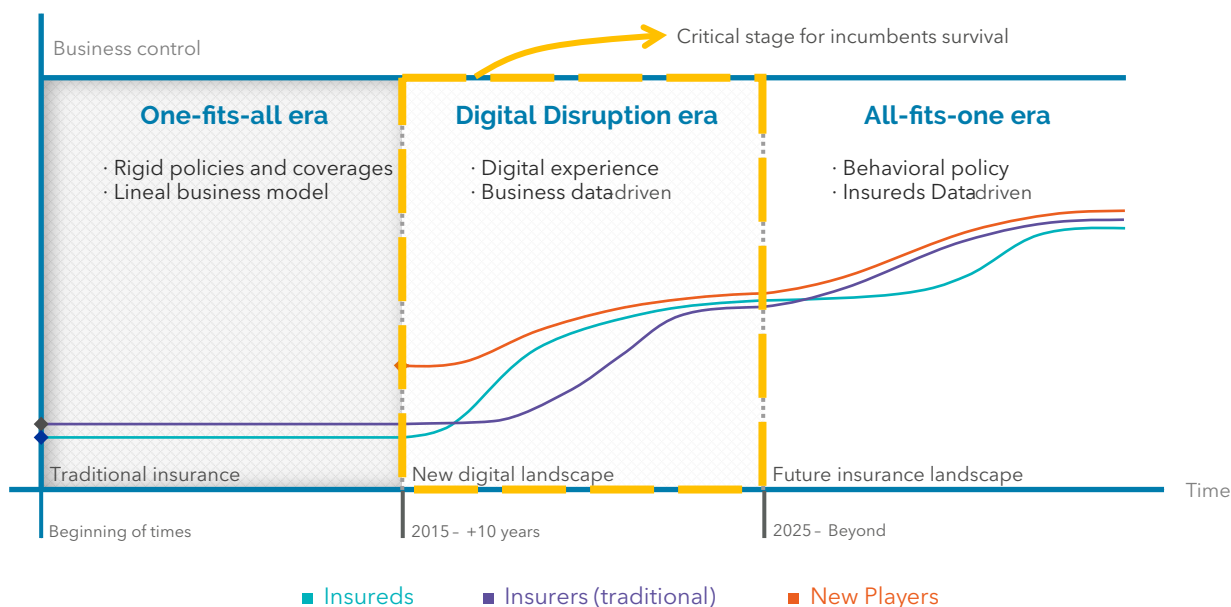 Business control
Critical stage for incumbents survival
One-fits-all era
· Rigid policies and coverages
· Lineal business model
Digital Disruption era
· Digital experience
· Business datadriven
All-fits-one era
· Behavioral policy
· Insureds Datadriven
Traditional insurance
New digital landscape
Future insurance landscape
Time
Beginning of times
2015 – +10 years
2025 – Beyond
Insureds
Insurers (traditional)
New Players